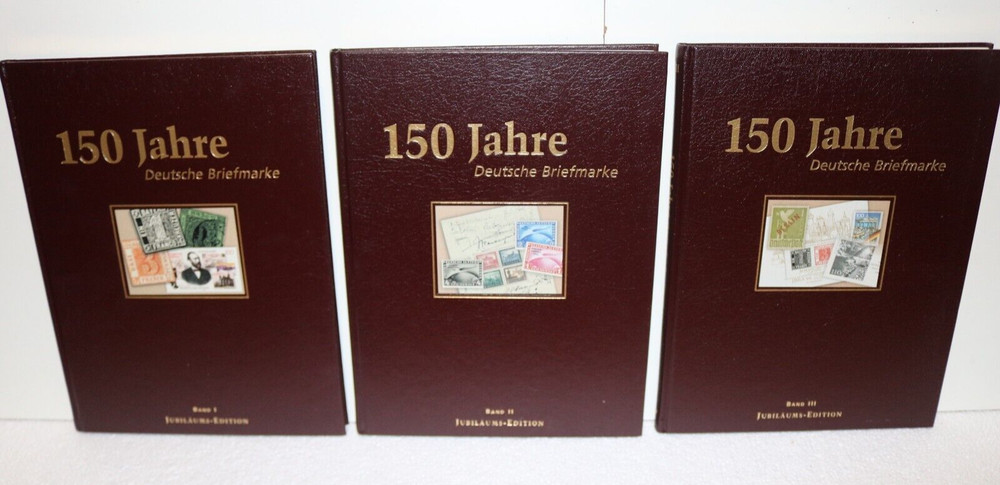 150 Jahre
Deutsche Briefmarke
BAND I
JUBILÄUMS-EDITION
150 Jahre
Deutsche Briefmarke
BAND II
JUBILÄUMS-EDITION
150 Jahre
Deutsche Briefmarke
BAND III
JUBILÄUMS-EDITION